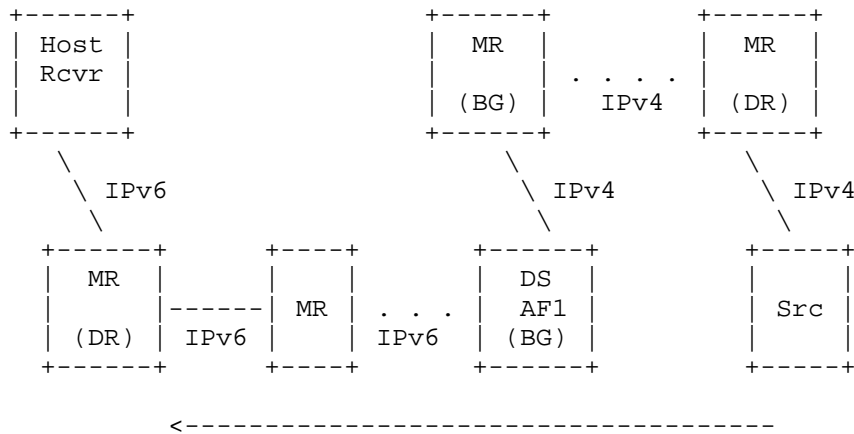 +------+ +------+ +------+
| Host | | MR | | MR |
| Rcvr | | | . . . . | |
| | | (BG) | IPv4 | (DR) |
+------+ +------+ +------+
\ \ \
\ IPv6 \ IPv4 \ IPv4
\ \ \
+------+ +----+ +------+ +-----+
| MR | | | | DS | | |
| |------| MR | . . . | AF1 | | Src |
| (DR) | IPv6 | | IPv6 | (BG) | | |
+------+ +----+ +------+ +-----+
<-------------------------------------